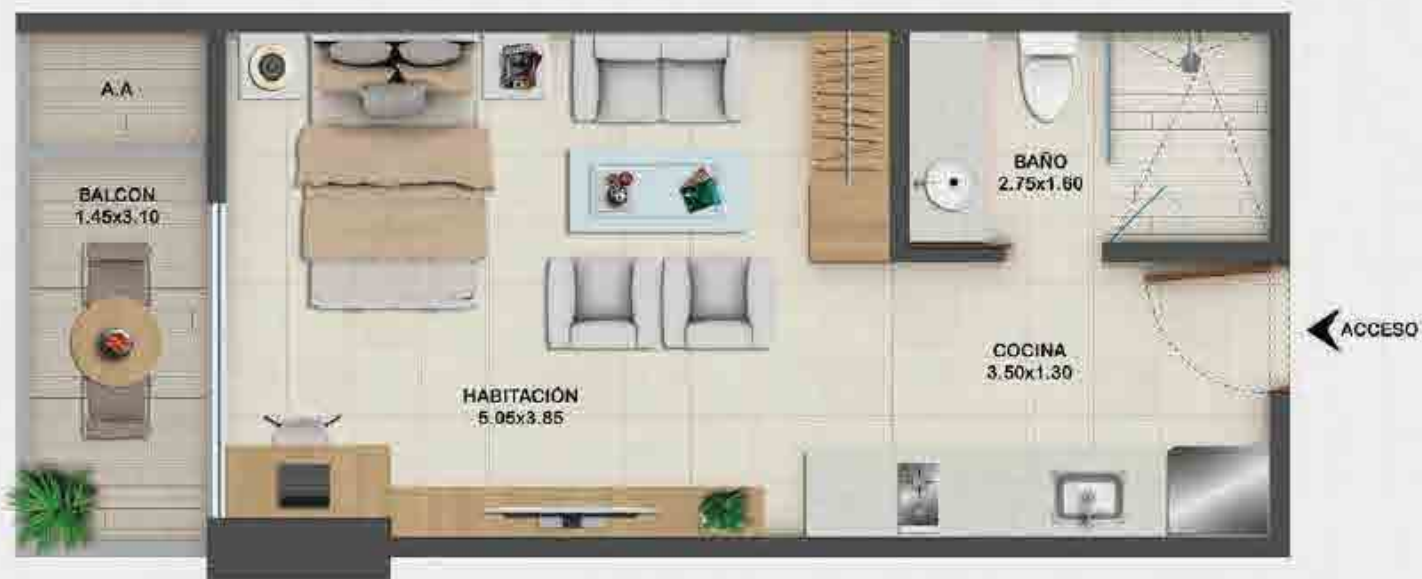 A.A
BALCON
1.45x3.10
HABITACIÓN
5.05x3.85
BAÑO
2.75x1.60
COCINA
3.50x1.30
ACCESO